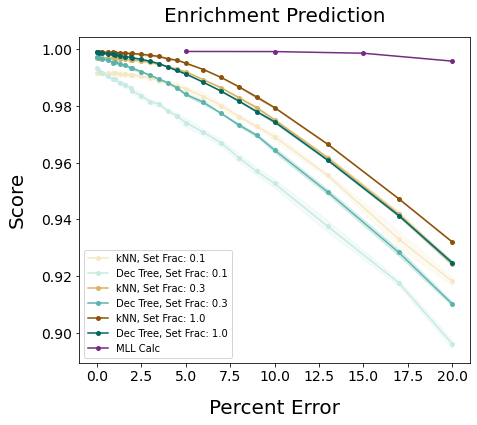 Enrichment Prediction
1.00
0.98
0.96
0.94
0.92
0.90
Score
kNN, Set Frac: 0.1
Dec Tree, Set Frac: 0.1
kNN, Set Frac: 0.3
Dec Tree, Set Frac: 0.3
kNN, Set Frac: 1.0
Dec Tree, Set Frac: 1.0
MLL Calc
0.0 2.5 5.0 7.5 10.0 12.5 15.0 17.5 20.0
Percent Error